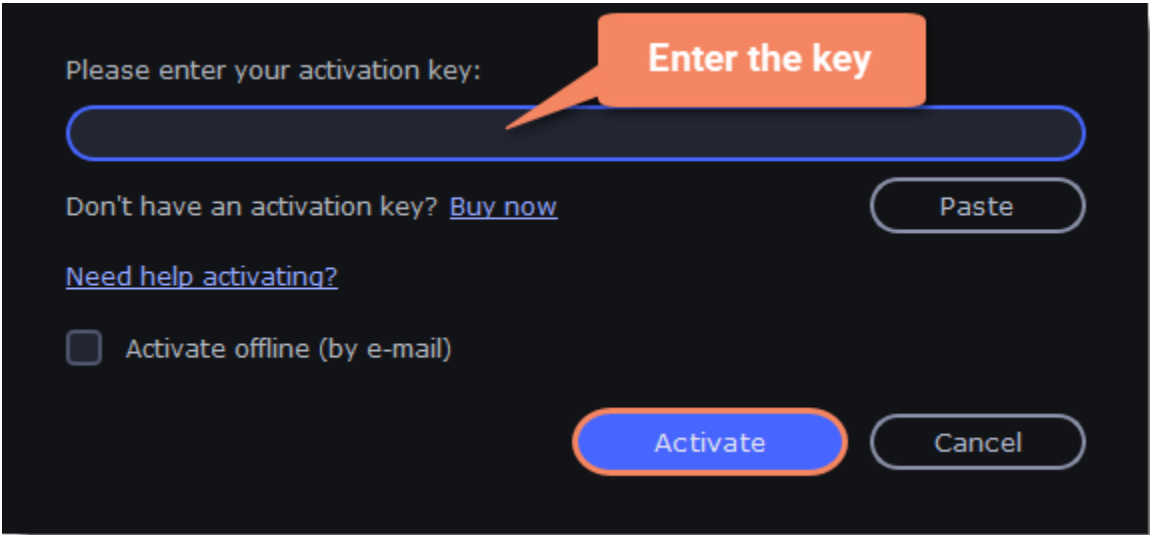 Enter the key
Please enter your activation key:
Don't have an activation key? Buy now
Paste
Need help activating?
Activate offline (by e-mail)
Activate
Cancel